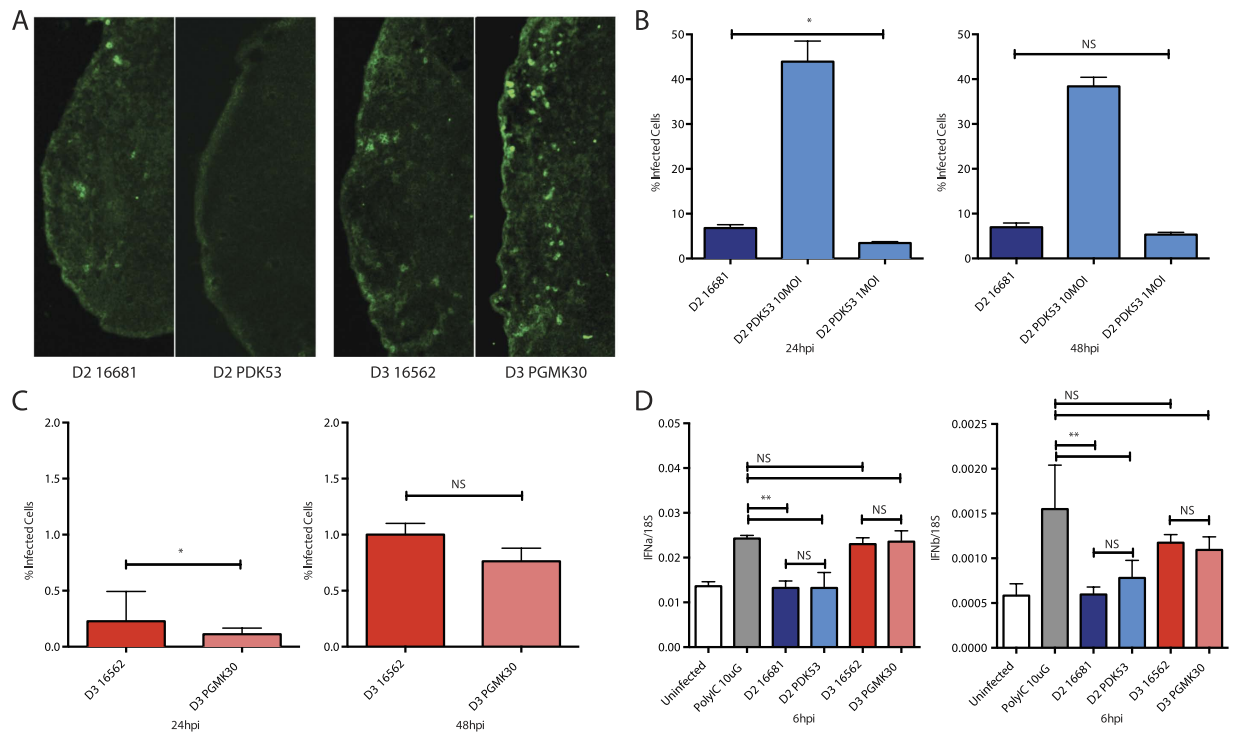 A
D2 16681
D2 PDK53
D3 16562
D3 PGMK30
B
% Infected Cells
50
40
30
20
10
0
*
D2 16681
D2 PDK53 10MOI
D2 PDK53 1MOI
24hpi
% Infected Cells
50
40
30
20
10
0
NS
D2 16681
D2 PDK53 10MOI
D2 PDK53 1MOI
48hpi
C
% Infected Cells
2.0
1.5
1.0
0.5
0.0
*
D3 16562
D3 PGMK30
24hpi
% Infected Cells
2.0
1.5
1.0
0.5
0.0
NS
D3 16562
D3 PGMK30
48hpi
D
IFNa/18S
0.05
0.04
0.03
0.02
0.01
0.00
NS
**
NS
NS
Uninfected
PolyIC 10uG
D2 16681
D2 PDK53
D3 16562
D3 PGMK30
6hpi
IFNb/18S
0.0025
0.0020
0.0015
0.0010
0.0005
0.0000
NS
**
NS
NS
Uninfected
PolyIC 10uG
D2 16681
D2 PDK53
D3 16562
D3 PGMK30
6hpi